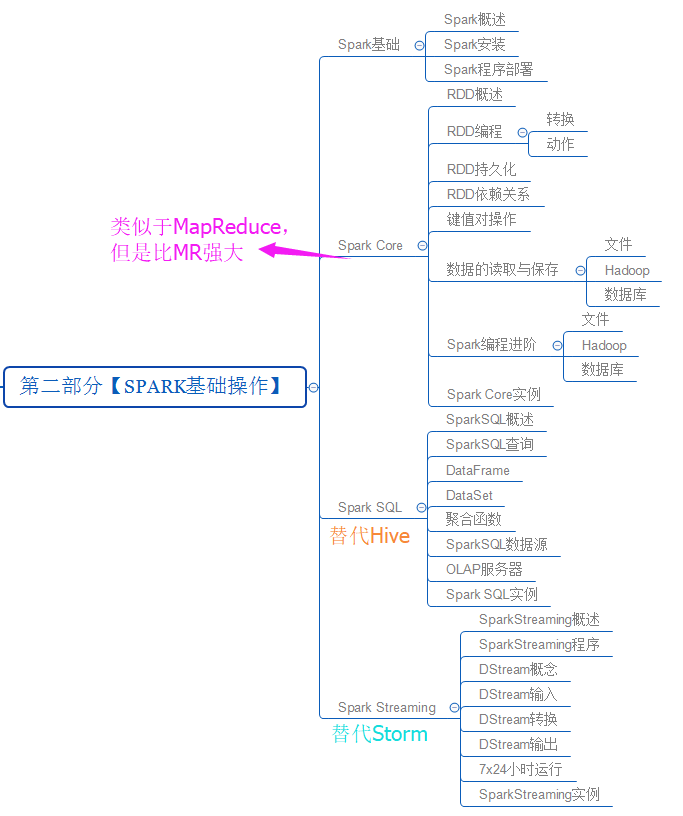 第二部分【SPARK基础操作】
Spark基础
Spark概述
Spark安装
Spark程序部署
类似于MapReduce，
但是比MR强大
Spark Core
RDD概述
RDD编程
转换
动作
RDD持久化
RDD依赖关系
键值对操作
数据的读取与保存
文件
Hadoop
数据库
Spark编程进阶
文件
Hadoop
数据库
Spark Core实例
Spark SQL
替代Hive
SparkSQL概述
SparkSQL查询
DataFrame
DataSet
聚合函数
SparkSQL数据源
OLAP服务器
Spark SQL实例
Spark Streaming
替代Storm
SparkStreaming概述
SparkStreaming程序
DStream概念
DStream输入
DStream转换
DStream输出
7x24小时运行
SparkStreaming实例